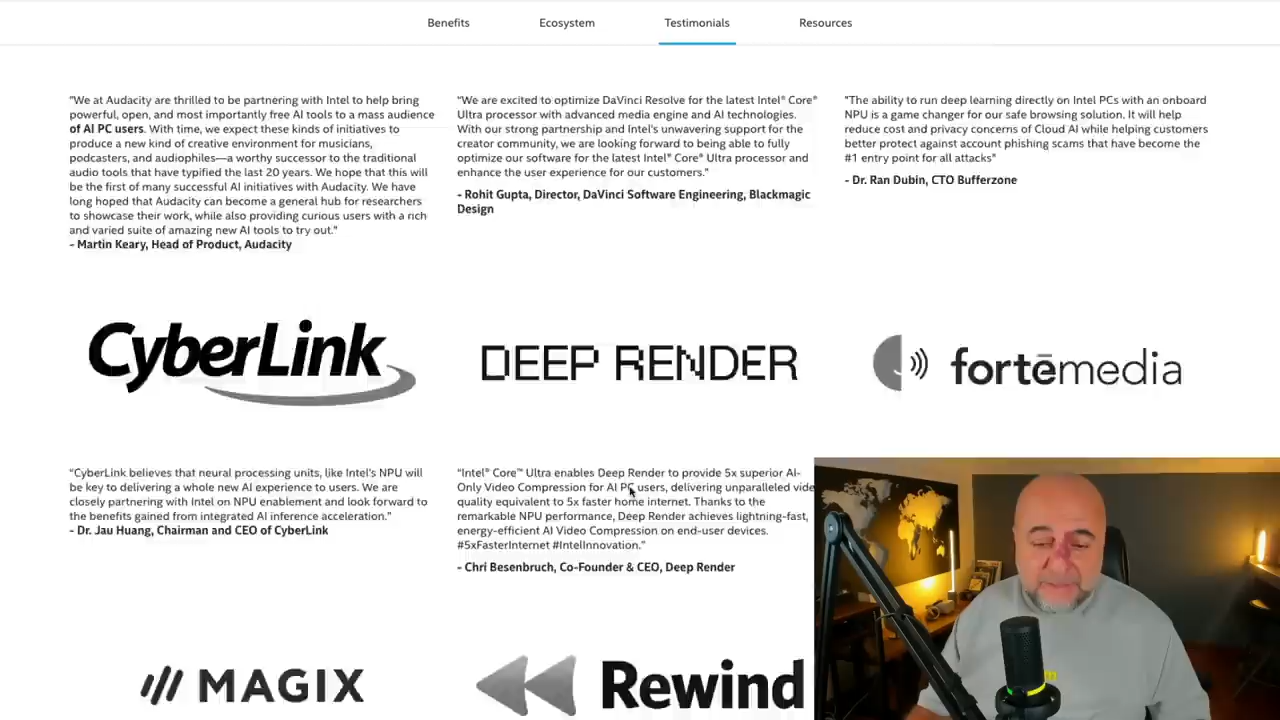 Benefits
Ecosystem
Testimonials
Resources
"We at Audacity are thrilled to be partnering with Intel to help bring
powerful, open, and most importantly free AI tools to a mass audience
of AI PC users. With time, we expect these kinds of initiatives to
produce a new kind of creative environment for musicians,
podcasters, and audiophiles—a worthy successor to the traditional
audio tools that have typified the last 20 years. We hope that this will
be the first of many successful AI initiatives with Audacity. We have
long hoped that Audacity can become a general hub for researchers
to showcase their work, while also providing curious users with a rich
and varied suite of amazing new AI tools to try out."
- Martin Keary, Head of Product, Audacity
"We are excited to optimize DaVinci Resolve for the latest Intel® Core®
Ultra processor with advanced media engine and AI technologies.
With our strong partnership and Intel's unwavering support for the
creator community, we are looking forward to being able to fully
optimize our software for the latest Intel® Core® Ultra processor and
enhance the user experience for our customers."
- Rohit Gupta, Director, DaVinci Software Engineering, Blackmagic
Design
"The ability to run deep learning directly on Intel PCs with an onboard
NPU is a game changer for our safe browsing solution. It will help
reduce cost and privacy concerns of Cloud AI while helping customers
better protect against account phishing scams that have become the
#1 entry point for all attacks"
- Dr. Ran Dubin, CTO Bufferzone
CyberLink
DEEP RENDER
fortēmedia
"CyberLink believes that neural processing units, like Intel's NPU will
be key to delivering a whole new AI experience to users. We are
closely partnering with Intel on NPU enablement and look forward to
the benefits gained from integrated AI inference acceleration."
- Dr. Jau Huang, Chairman and CEO of CyberLink
"Intel® Core™ Ultra enables Deep Render to provide 5x superior AI-
Only Video Compression for AI PC users, delivering unparalleled vide
quality equivalent to 5x faster home internet. Thanks to the
remarkable NPU performance, Deep Render achieves lightning-fast,
energy-efficient AI Video Compression on end-user devices.
#5xFasterInternet #IntelInnovation."
- Chri Besenbruch, Co-Founder & CEO, Deep Render
MAGIX
Rewind